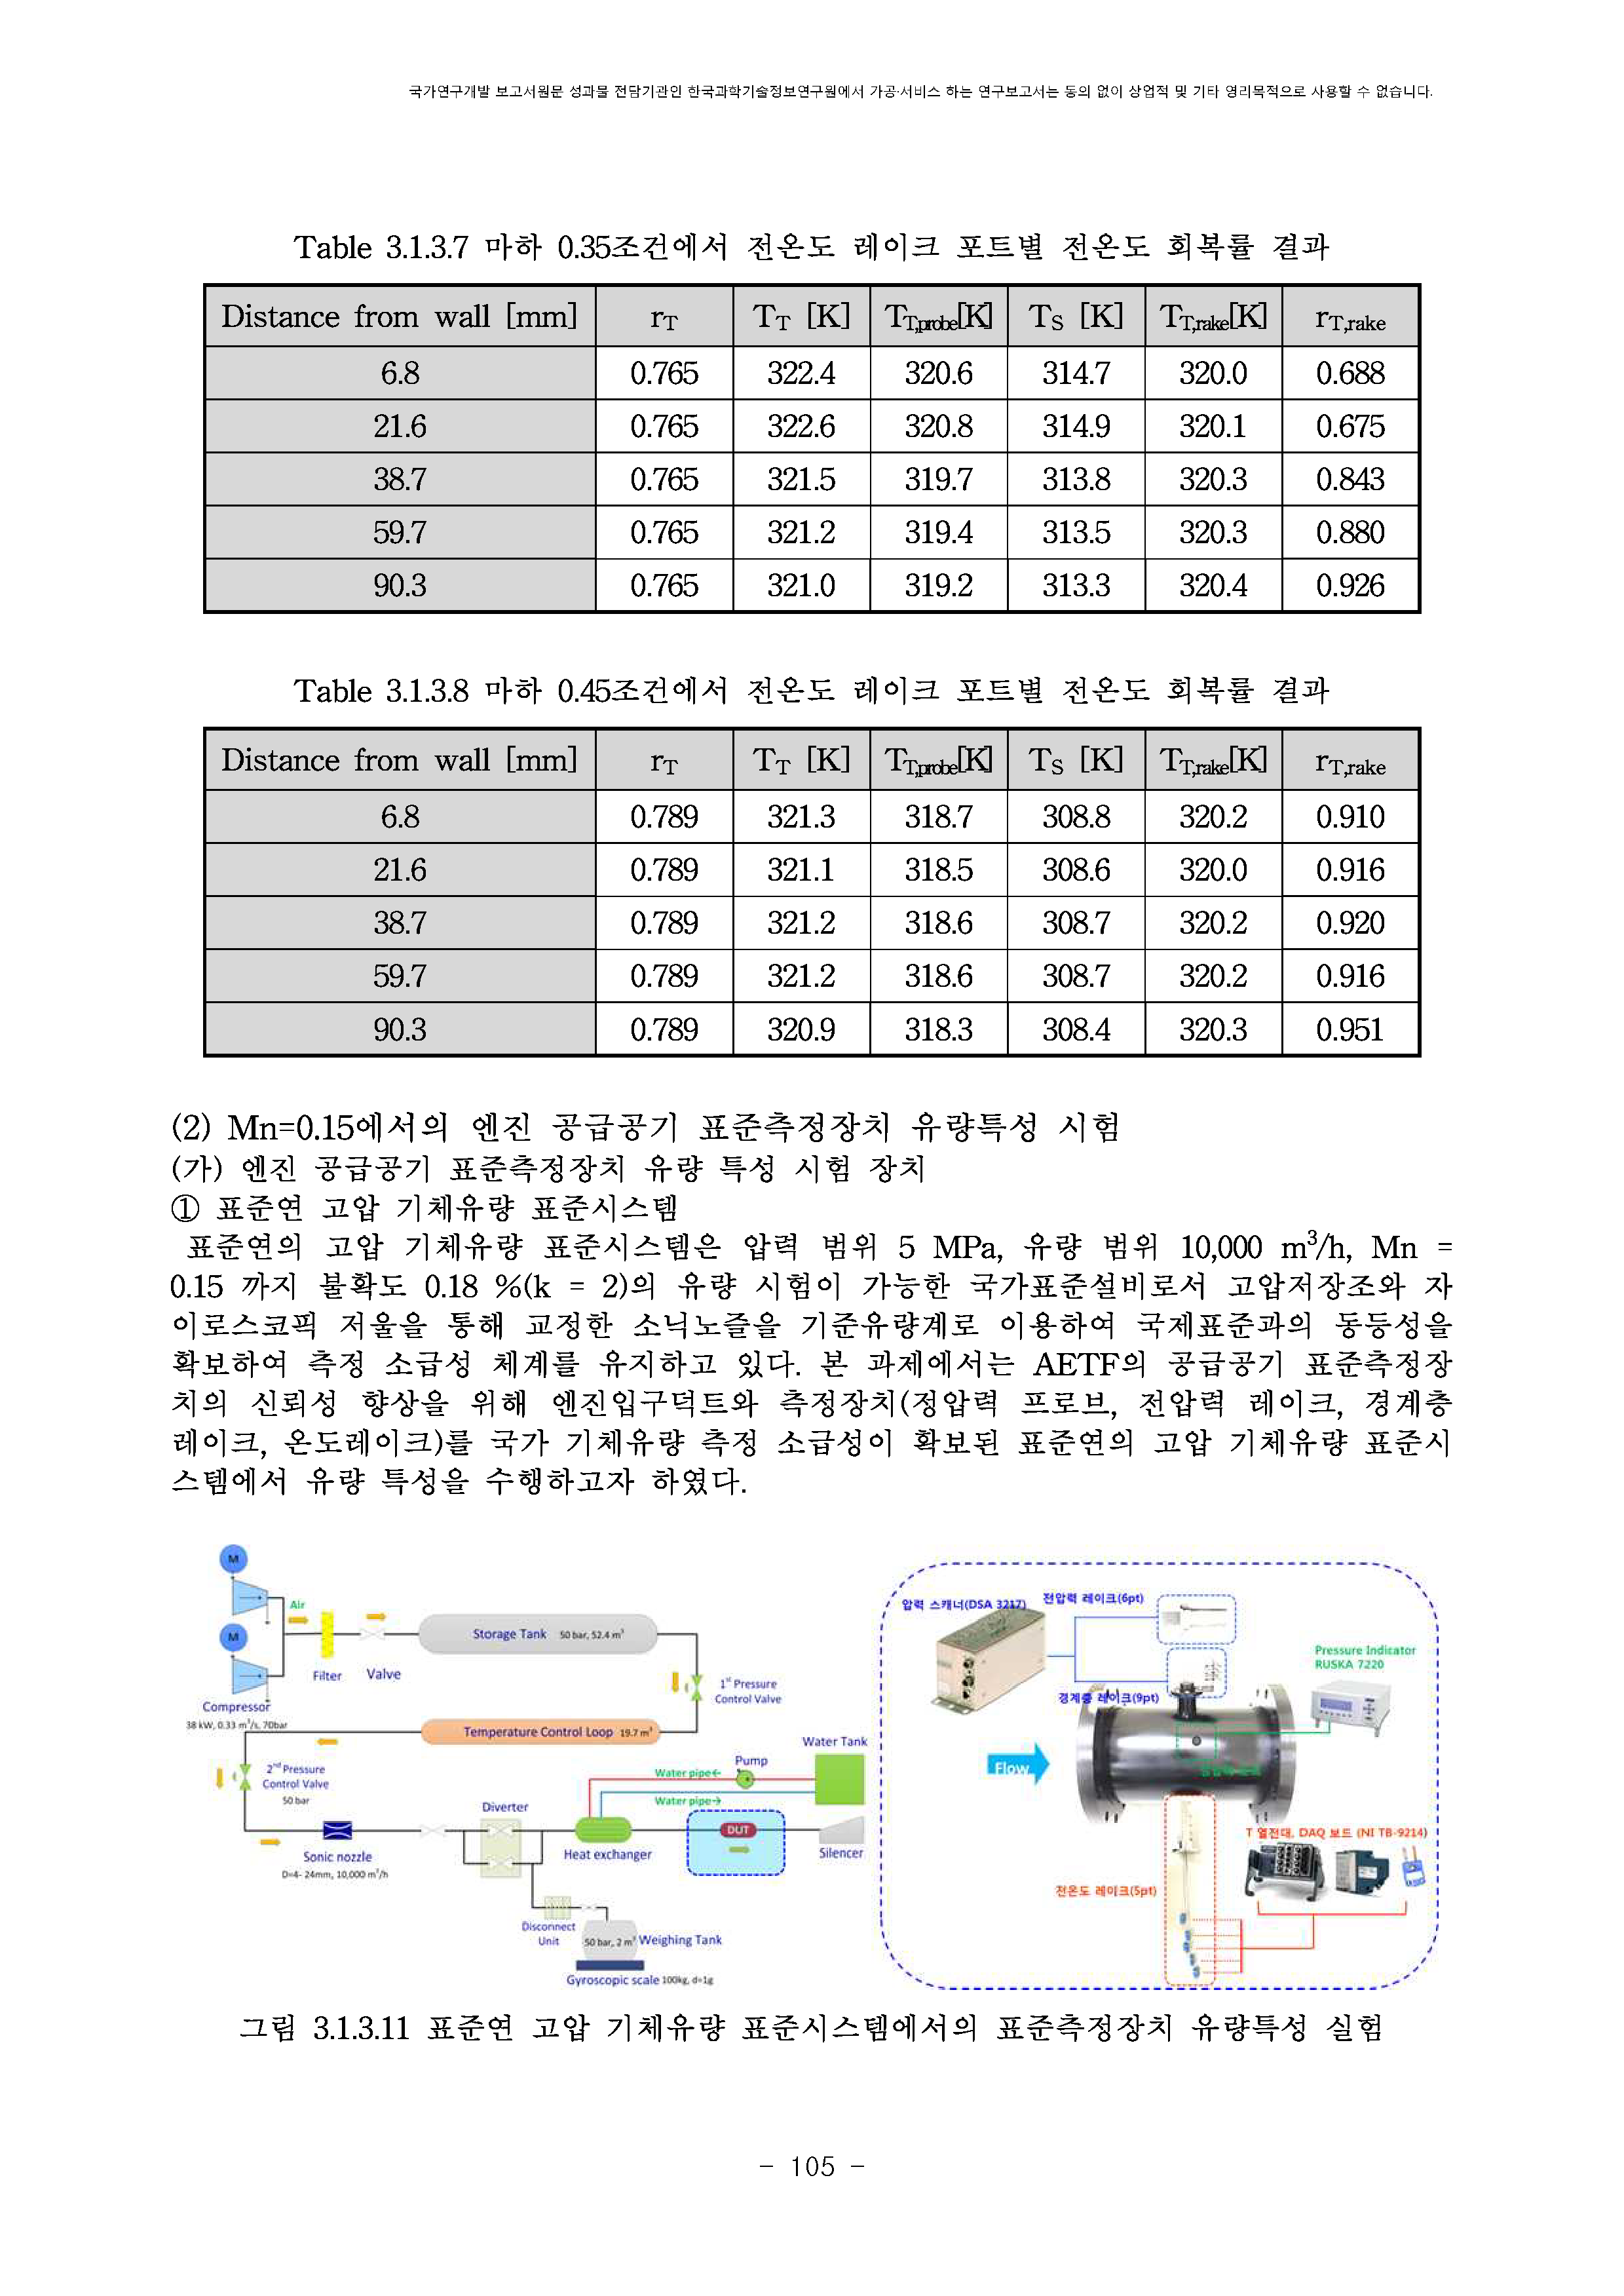 국가연구개발 보고서원문 성과물 전담기관인 한국과학기술정보연구원에서 가공·서비스 하는 연구보고서는 동의 없이 상업적 및 기타 영리목적으로 사용할 수 없습니다.
Table 3.1.3.7 마하 0.35조건에서 전온도 레이크 포트별 전온도 회복률 결과
Distance from wall [mm] rT TT [K] TT,probe[K] TS [K] TT,rake[K] rT,rake
6.8 0.765 322.4 320.6 314.7 320.0 0.688
21.6 0.765 322.6 320.8 314.9 320.1 0.675
38.7 0.765 321.5 319.7 313.8 320.3 0.843
59.7 0.765 321.2 319.4 313.5 320.3 0.880
90.3 0.765 321.0 319.2 313.3 320.4 0.926
Table 3.1.3.8 마하 0.45조건에서 전온도 레이크 포트별 전온도 회복률 결과
Distance from wall [mm] rT TT [K] TT,probe[K] TS [K] TT,rake[K] rT,rake
6.8 0.789 321.3 318.7 308.8 320.2 0.910
21.6 0.789 321.1 318.5 308.6 320.0 0.916
38.7 0.789 321.2 318.6 308.7 320.2 0.920
59.7 0.789 321.2 318.6 308.7 320.2 0.916
90.3 0.789 320.9 318.3 308.4 320.3 0.951
(2) Mn=0.15에서의 엔진 공급공기 표준측정장치 유량특성 시험
(가) 엔진 공급공기 표준측정장치 유량 특성 시험 장치
① 표준연 고압 기체유량 표준시스템
표준연의 고압 기체유량 표준시스템은 압력 범위 5 MPa, 유량 범위 10,000 m³/h, Mn =
0.15 까지 불확도 0.18 %(k = 2)의 유량 시험이 가능한 국가표준설비로서 고압저장조와 자
이로스코픽 저울을 통해 교정한 소닉노즐을 기준유량계로 이용하여 국제표준과의 동등성을
확보하여 측정 소급성 체계를 유지하고 있다. 본 과제에서는 AETF의 공급공기 표준측정장
치의 신뢰성 향상을 위해 엔진입구덕트와 측정장치(정압력 프로브, 전압력 레이크, 경계층
레이크, 온도레이크)를 국가 기체유량 측정 소급성이 확보된 표준연의 고압 기체유량 표준시
스템에서 유량 특성을 수행하고자 하였다.
M
Air
M
Filter
Valve
Compressor
38 kW, 0.33 m³/s, 70bar
Storage Tank 50 bar, 52.4 m³
1st Pressure
Control Valve
Temperature Control Loop 19.7 m³
2nd Pressure
Control Valve
50 bar
Water Tank
Pump
Water pipe←
Water pipe→
Diverter
DUT
Sonic nozzle
D=4- 24mm, 10,000 m³/h
Heat exchanger
Silencer
Disconnect
Unit
50 bar, 2 m³ Weighing Tank
Gyroscopic scale 100kg, d=1g
압력 스캐너(DSA 3217)
전압력 레이크(6pt)
Pressure Indicator
RUSKA 7220
경계층 레이크(9pt)
Flow
T 열전대, DAQ 보드 (NI TB-9214)
전온도 레이크(5pt)
그림 3.1.3.11 표준연 고압 기체유량 표준시스템에서의 표준측정장치 유량특성 실험
- 105 -